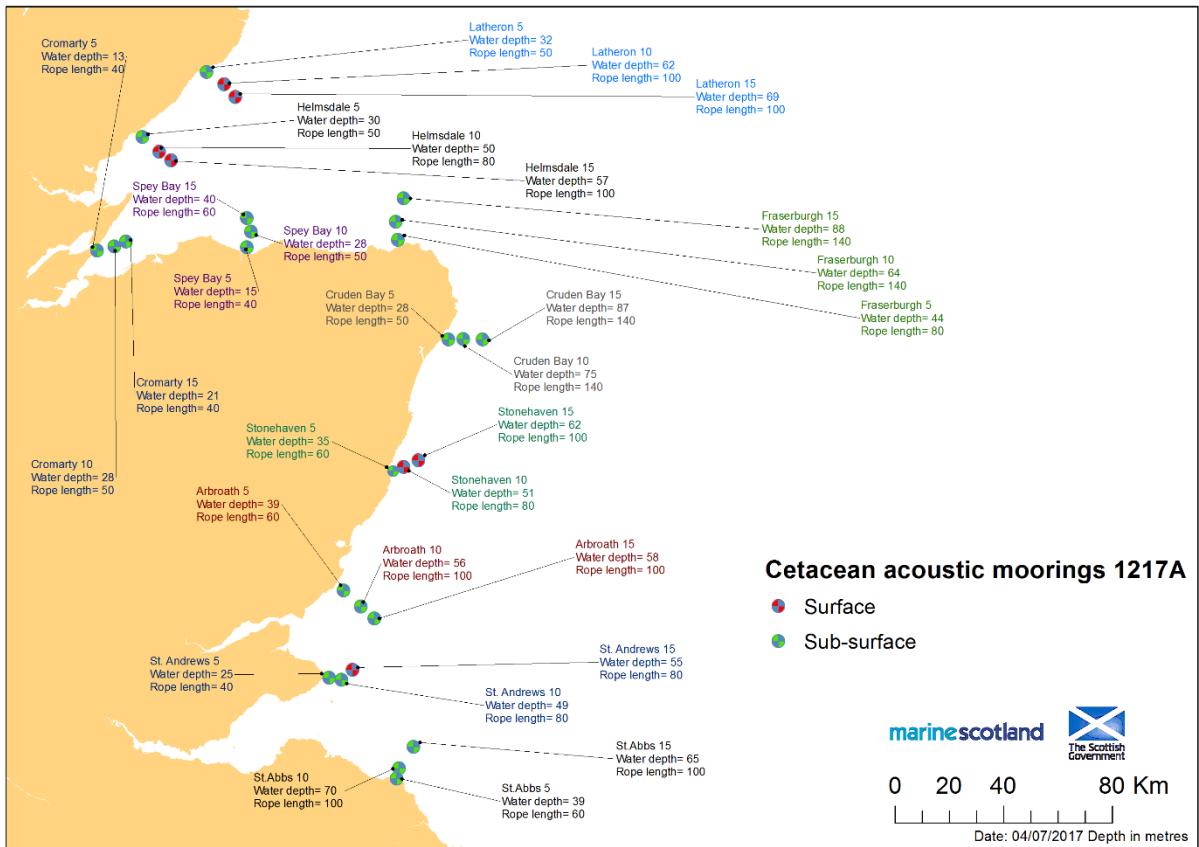 Cromarty 5
Water depth= 13
Rope length= 40
Latheron 5
Water depth= 32
Rope length= 50
Latheron 10
Water depth= 62
Rope length= 100
Latheron 15
Water depth= 69
Rope length= 100
Helmsdale 5
Water depth= 30
Rope length= 50
Helmsdale 10
Water depth= 50
Rope length= 80
Helmsdale 15
Water depth= 57
Rope length= 100
Spey Bay 15
Water depth= 40
Rope length= 60
Spey Bay 10
Water depth= 28
Rope length= 50
Spey Bay 5
Water depth= 15
Rope length= 40
Fraserburgh 15
Water depth= 88
Rope length= 140
Fraserburgh 10
Water depth= 64
Rope length= 140
Fraserburgh 5
Water depth= 44
Rope length= 80
Cruden Bay 5
Water depth= 28
Rope length= 50
Cruden Bay 15
Water depth= 87
Rope length= 140
Cruden Bay 10
Water depth= 75
Rope length= 140
Cromarty 15
Water depth= 21
Rope length= 40
Cromarty 10
Water depth= 28
Rope length= 50
Stonehaven 15
Water depth= 62
Rope length= 100
Stonehaven 5
Water depth= 35
Rope length= 60
Stonehaven 10
Water depth= 51
Rope length= 80
Arbroath 5
Water depth= 39
Rope length= 60
Arbroath 10
Water depth= 56
Rope length= 100
Arbroath 15
Water depth= 58
Rope length= 100
Cetacean acoustic moorings 1217A
Surface
Sub-surface
St. Andrews 5
Water depth= 25
Rope length= 40
St. Andrews 15
Water depth= 55
Rope length= 80
St. Andrews 10
Water depth= 49
Rope length= 80
St.Abbs 15
Water depth= 65
Rope length= 100
St.Abbs 10
Water depth= 70
Rope length= 100
St.Abbs 5
Water depth= 39
Rope length= 60
marinescotland
The Scottish
Government
0 20 40 80 Km
Date: 04/07/2017 Depth in metres